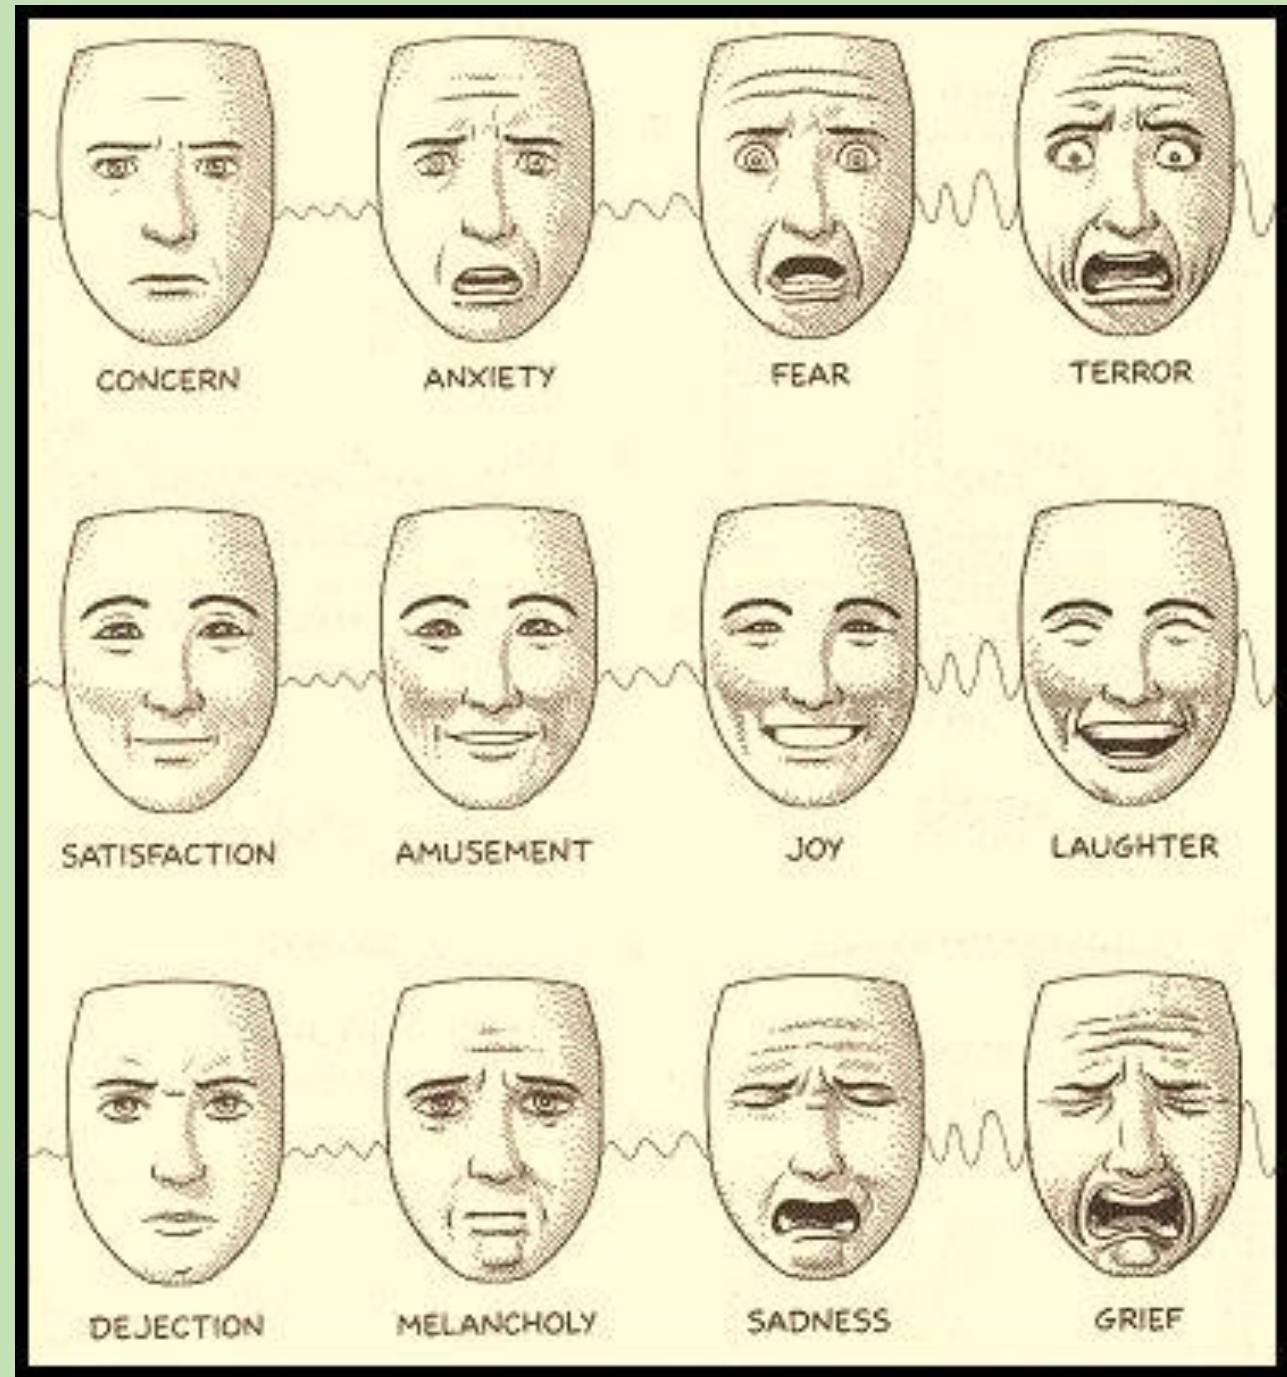 CONCERN ANXIETY FEAR TERROR
SATISFACTION AMUSEMENT JOY LAUGHTER
DEJECTION MELANCHOLY SADNESS GRIEF